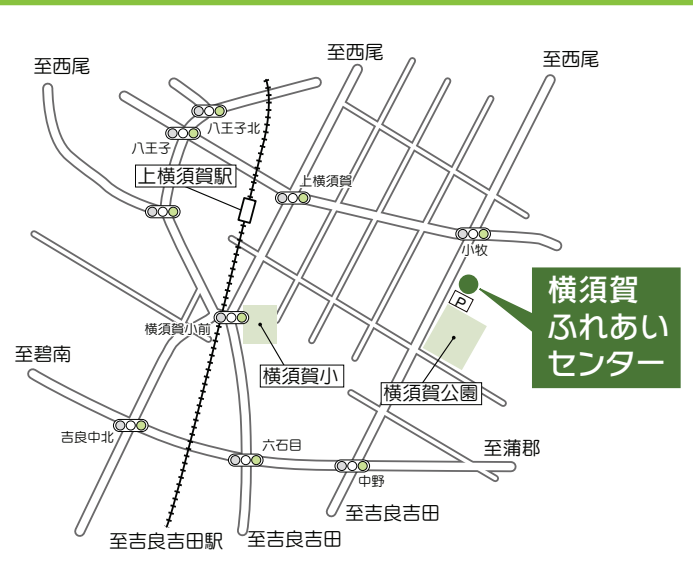 至西尾
至西尾
至西尾
八王子北
八王子
上横須賀駅
上横須賀
小牧
P
横須賀
ふれあい
センター
横須賀小前
至碧南
横須賀小
横須賀公園
吉良中北
六石目
至蒲郡
中野
至吉良吉田
至吉良吉田駅
至吉良吉田